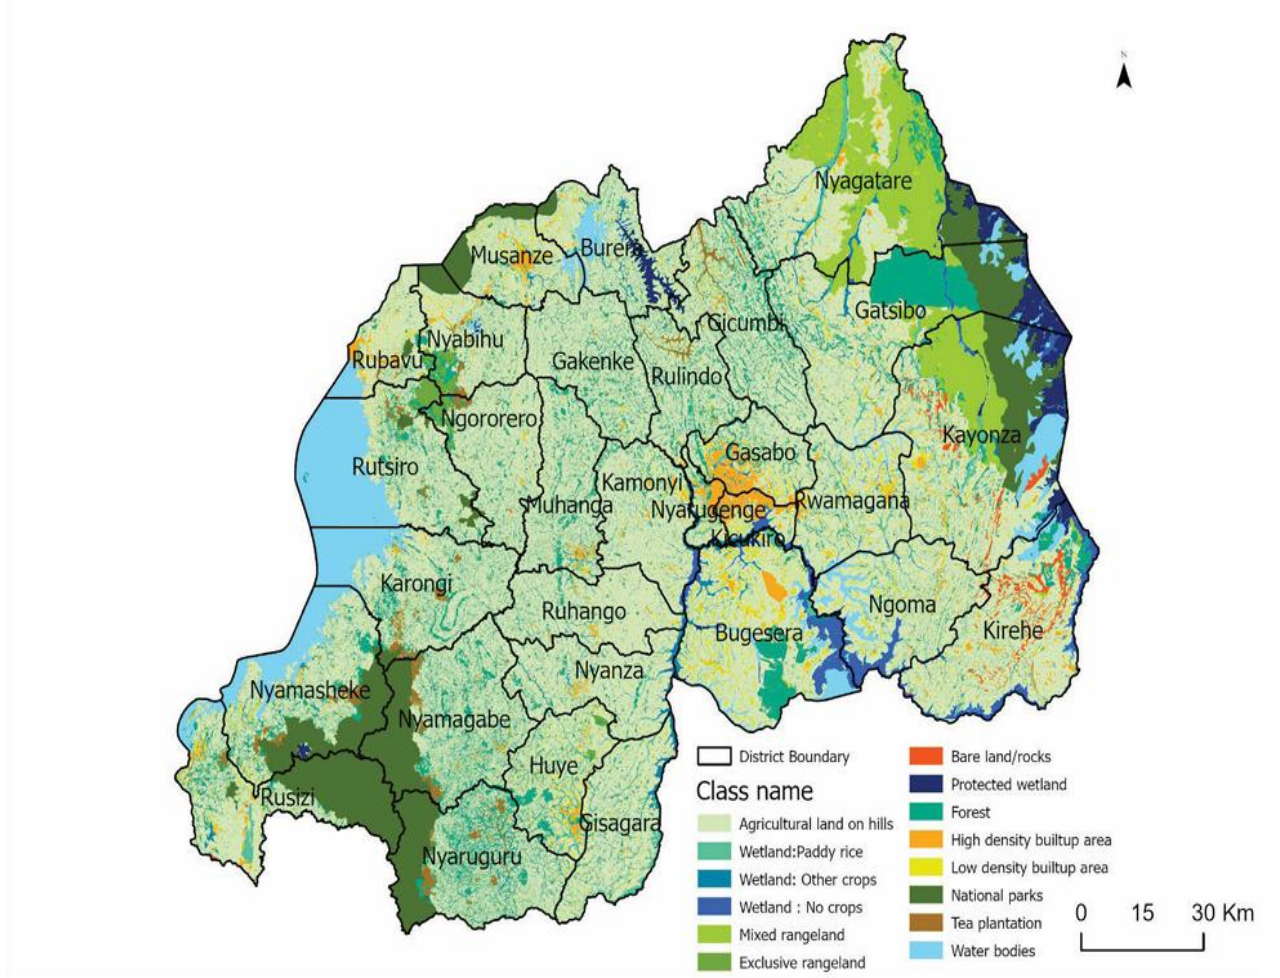 N
Nyagatare
Musanze
Burera
Gatsibo
Gicumbi
Nyabihu
Rubavu
Gakenke
Rulindo
Ngororero
Kayonza
Gasabo
Rutsiro
Kamonyi
Muhanga
Nyarugenge
Rwamagana
Kicukiro
Karongi
Ruhango
Ngoma
Bugesera
Kirehe
Nyanza
Nyamasheke
Nyamagabe
Huye
Rusizi
Gisagara
Nyaruguru
District Boundary
Class name
Agricultural land on hills
Wetland:Paddy rice
Wetland: Other crops
Wetland : No crops
Mixed rangeland
Exclusive rangeland
Bare land/rocks
Protected wetland
Forest
High density builtup area
Low density builtup area
National parks
Tea plantation
Water bodies
0 15 30 Km